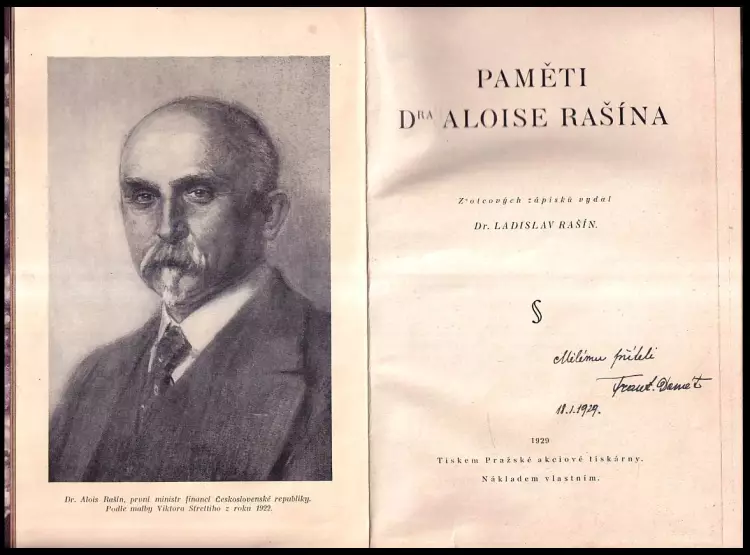 Dr. Alois Rašín, první ministr financí Československé republiky.
Podle malby Viktora Strettiho z roku 1922.
PAMĚTI
DRA ALOISE RAŠÍNA
Z otcových zápisků vydal
Dr. LADISLAV RAŠÍN.
Milému příteli
Frant.
18.I.1929.
1929
Tiskem Pražské akciové tiskárny.
Nákladem vlastním.